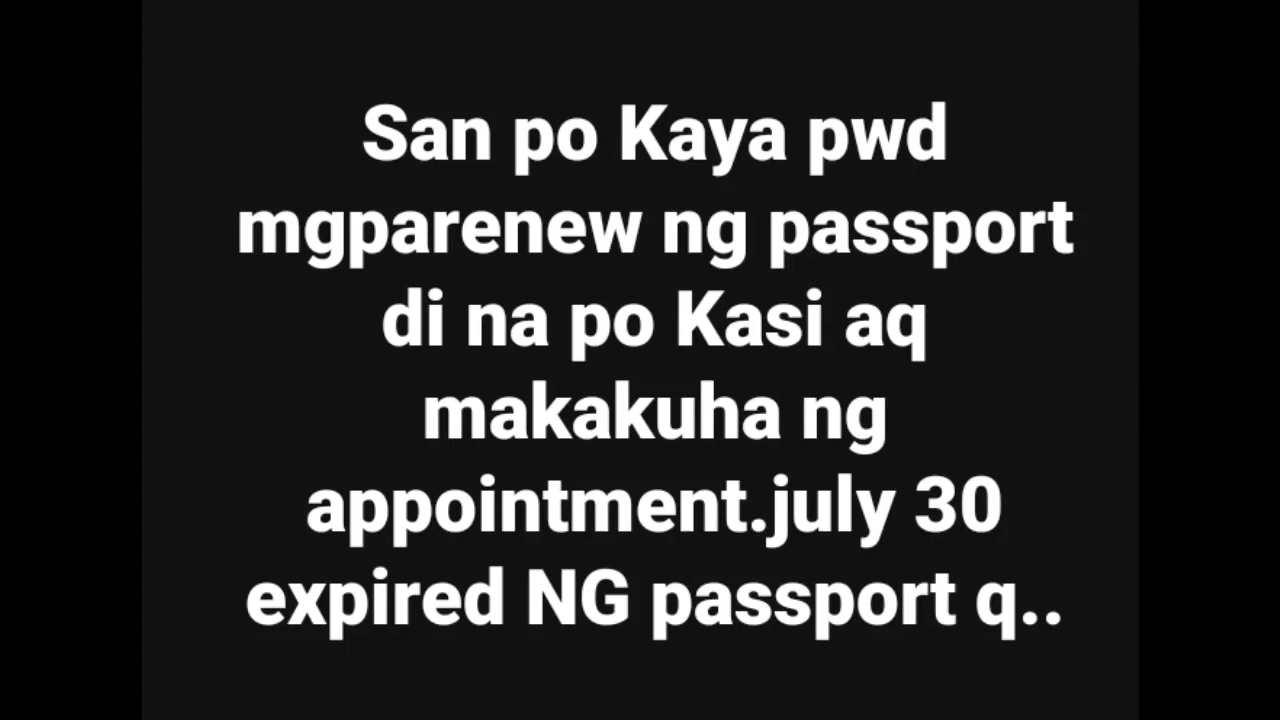 San po Kaya pwd
mgparenew ng passport
di na po Kasi aq
makakuha ng
appointment.july 30
expired NG passport q..